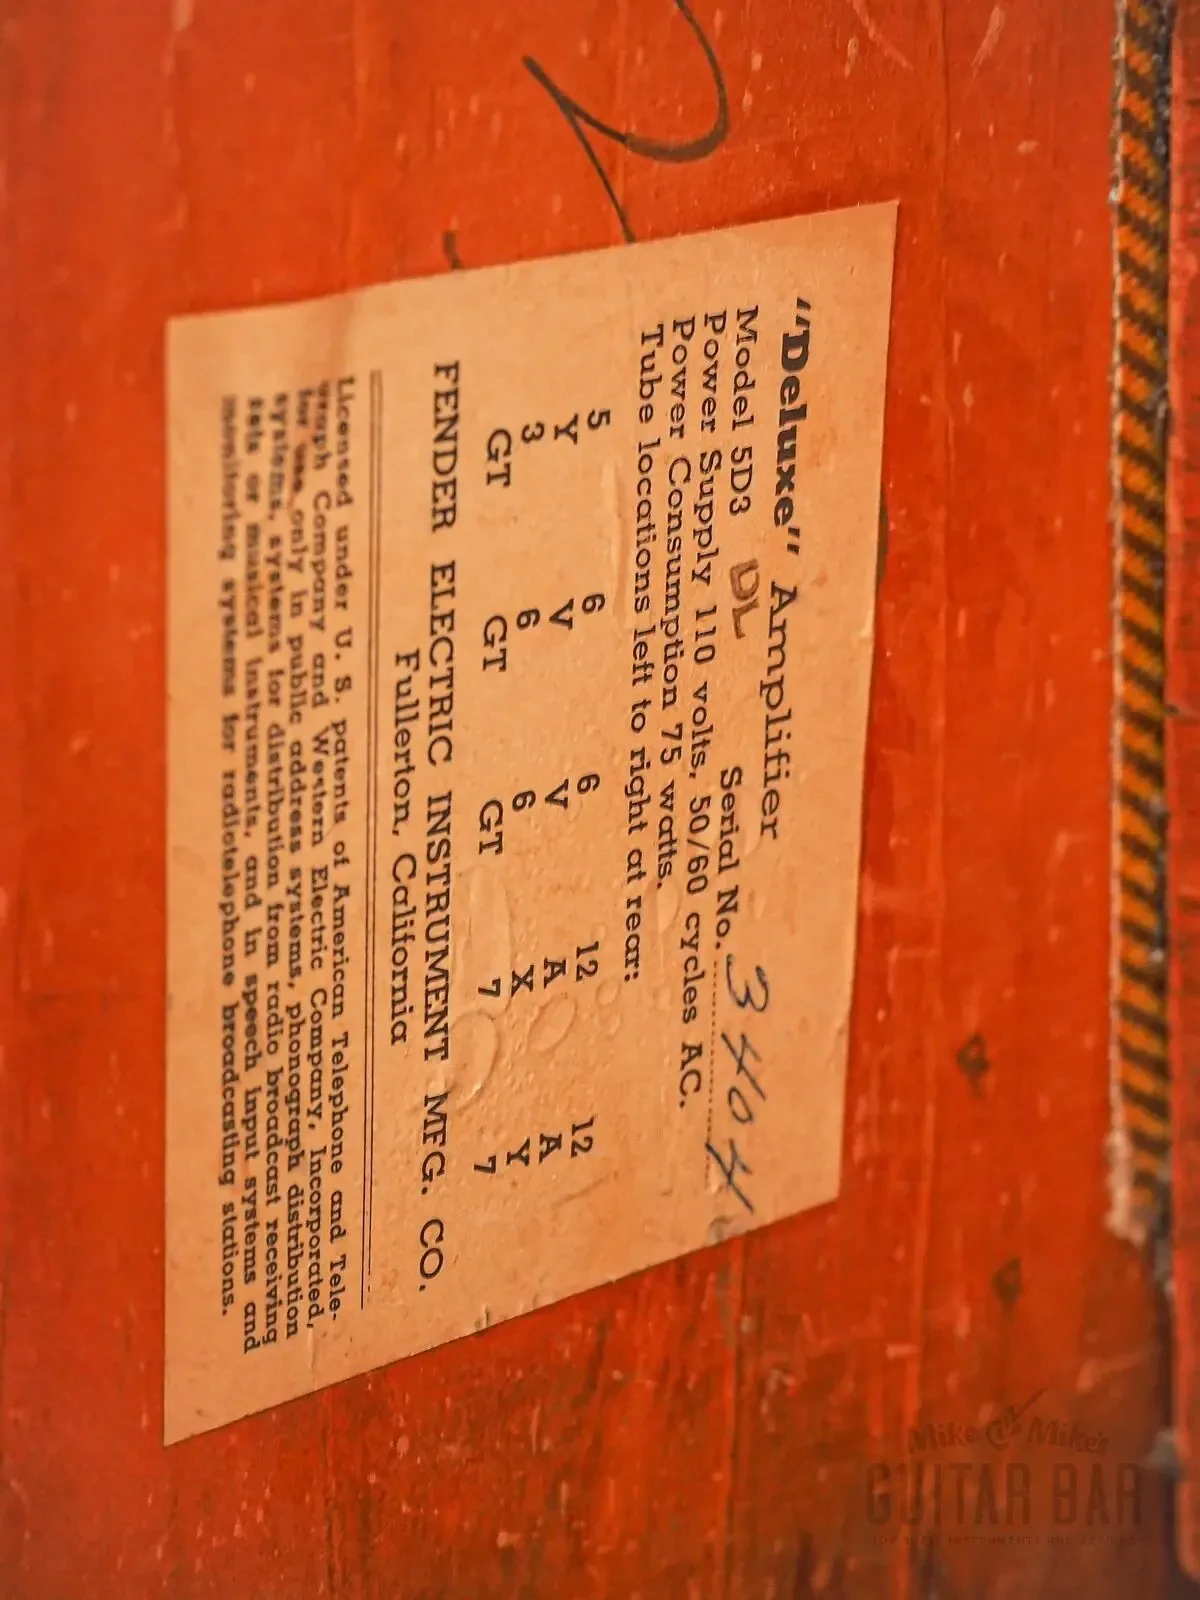 "Deluxe" Amplifier
Model 5D3 DL Serial No. 3404
Power Supply 110 volts, 50/60 cycles AC.
Power Consumption 75 watts.
Tube locations left to right at rear:
5 6 6 12 12
Y V V A A
3 6 6 X Y
GT GT GT 7 7
FENDER ELECTRIC INSTRUMENT MFG. CO.
Fullerton, California
Licensed under U. S. patents of American Telephone and Tele-
graph Company and Western Electric Company, Incorporated,
for use only in public address systems, phonograph distribution
systems, systems for distribution from radio broadcast receiving
sets or musical instruments, and in speech input systems and
monitoring systems for radiotelephone broadcasting stations.
Mike & Mike's
GUITAR BAR